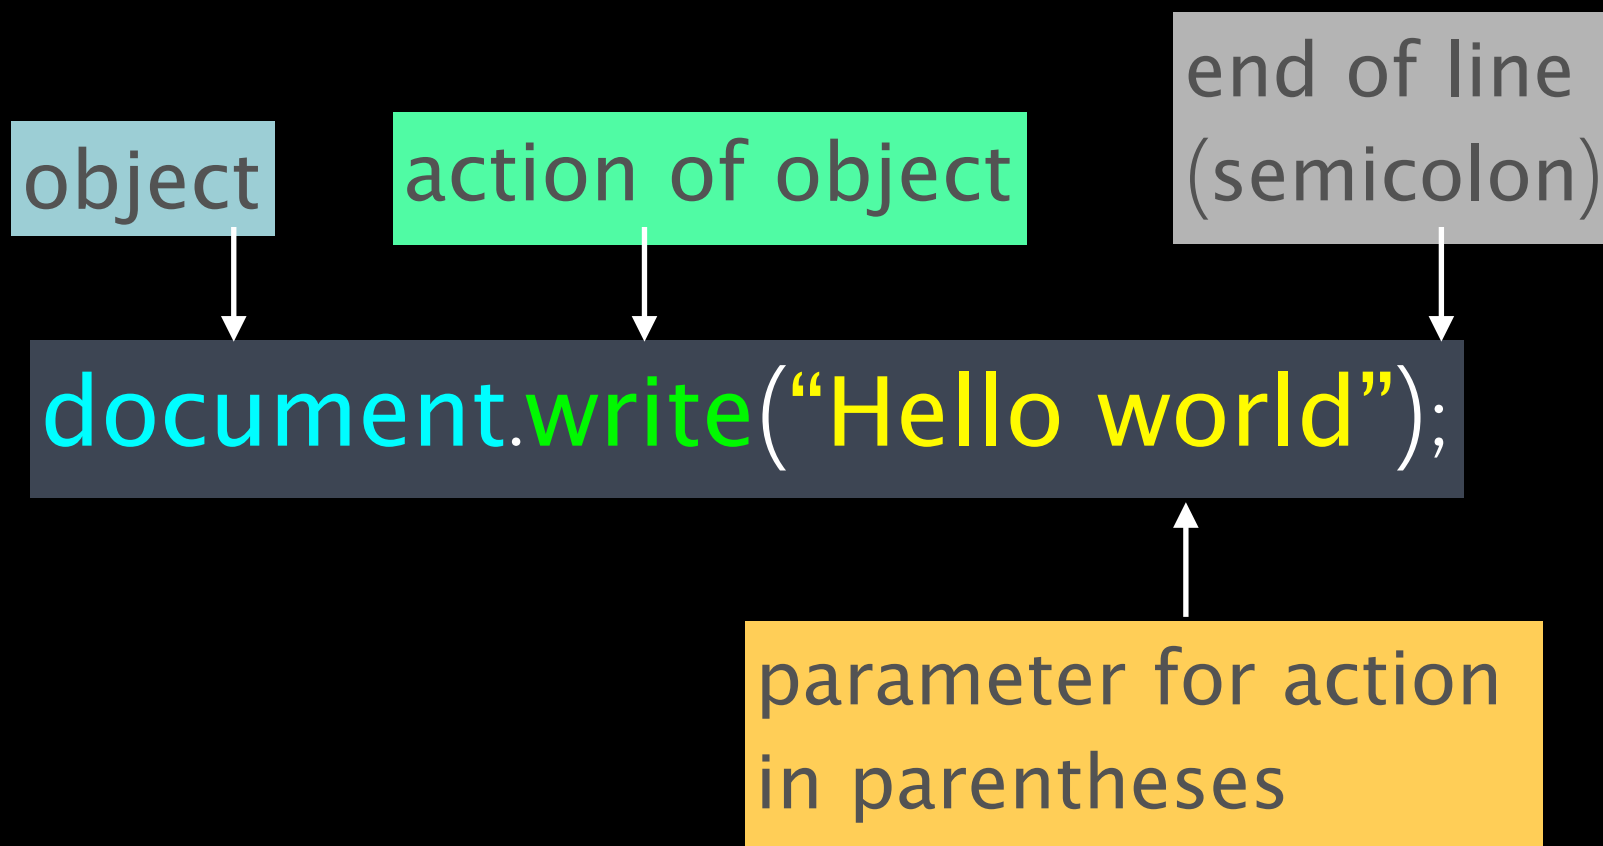 object
action of object
end of line
(semicolon)
document.write(“Hello world”);
parameter for action
in parentheses